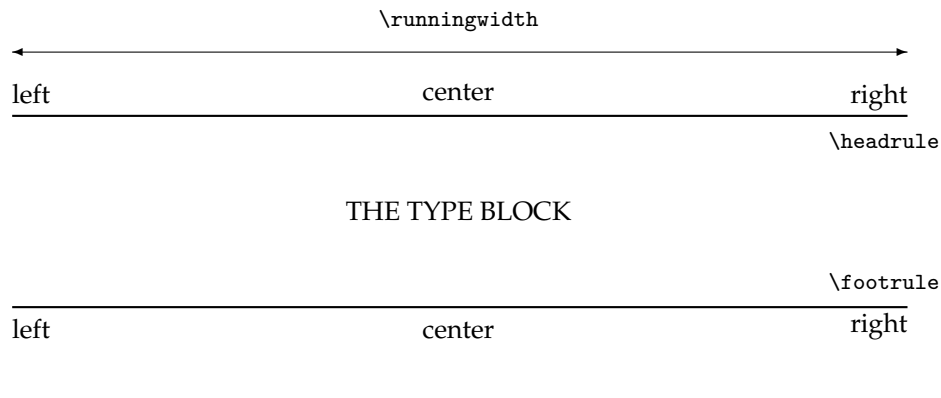 \runningwidth
left center right
\headrule
THE TYPE BLOCK
\footrule
left center right